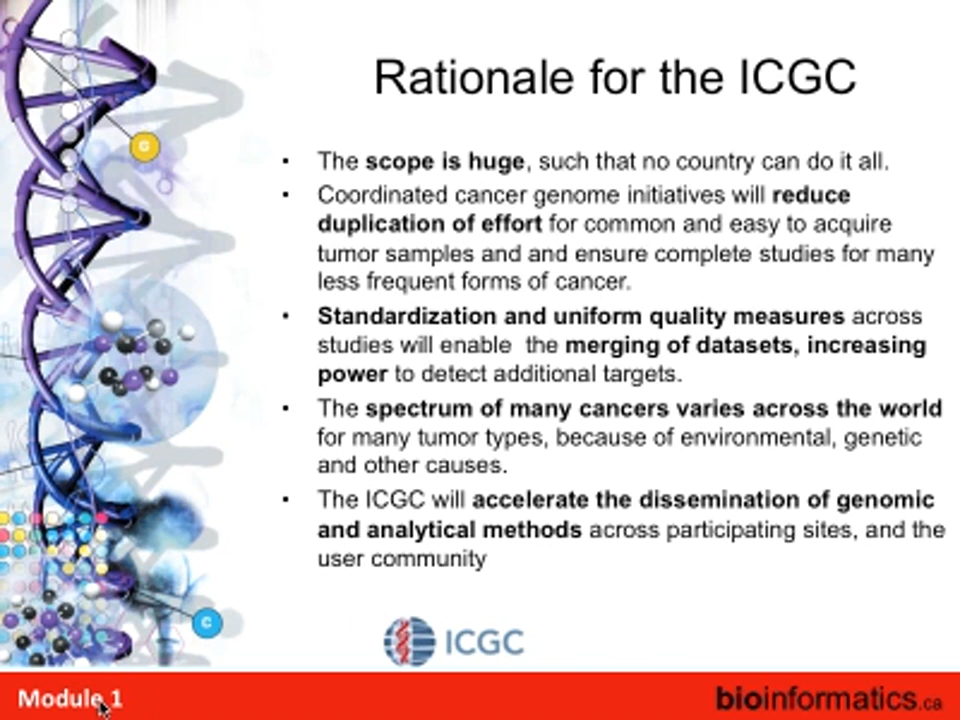 Rationale for the ICGC
• The scope is huge, such that no country can do it all.
• Coordinated cancer genome initiatives will reduce
duplication of effort for common and easy to acquire
tumor samples and and ensure complete studies for many
less frequent forms of cancer.
• Standardization and uniform quality measures across
studies will enable  the merging of datasets, increasing
power to detect additional targets.
• The spectrum of many cancers varies across the world
for many tumor types, because of environmental, genetic
and other causes.
• The ICGC will accelerate the dissemination of genomic
and analytical methods across participating sites, and the
user community
G
C
ICGC
Module 1
bioinformatics.ca